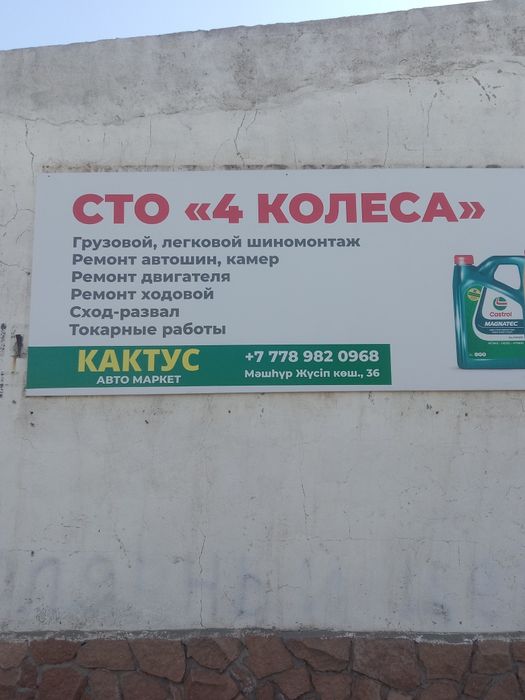 СТО «4 КОЛЕСА»
Грузовой, легковой шиномонтаж
Ремонт автошин, камер
Ремонт двигателя
Ремонт ходовой
Сход-развал
Токарные работы
КАКТУС
АВТО МАРКЕТ
+7 778 982 0968
Мәшһүр Жүсіп көш., 36
Castrol
MAGNATEC